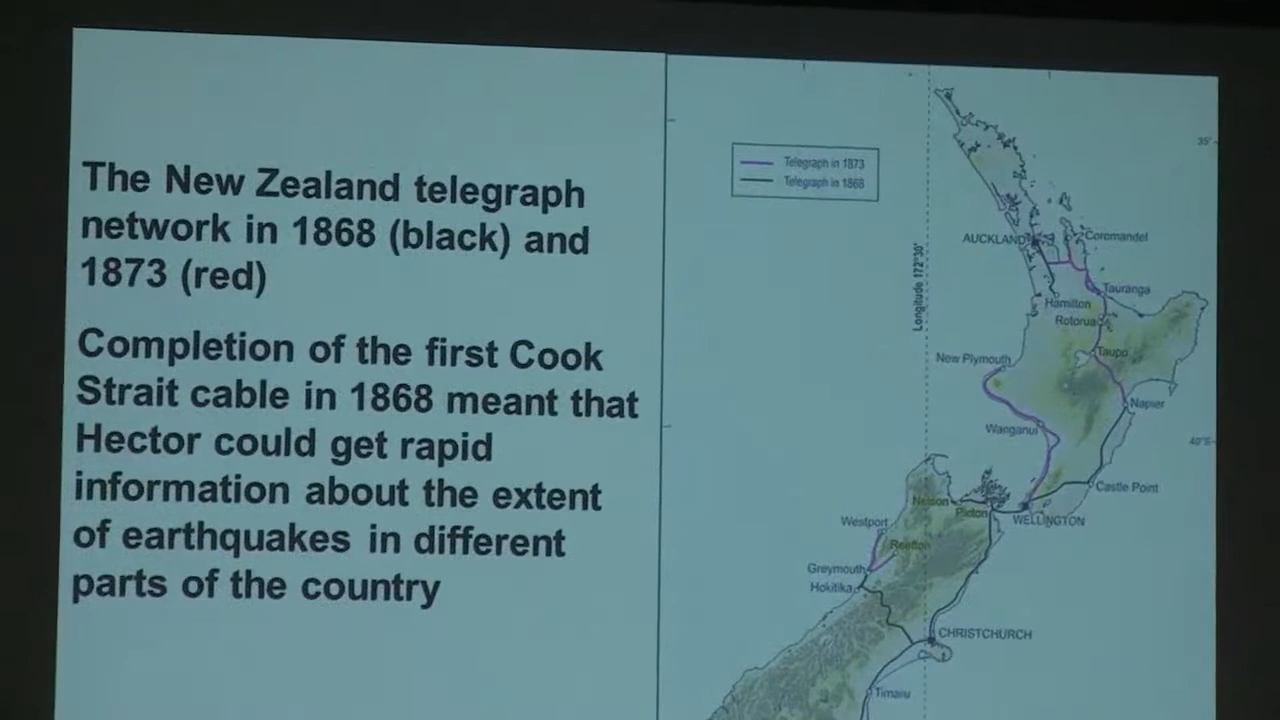 The New Zealand telegraph
network in 1868 (black) and
1873 (red)
Completion of the first Cook
Strait cable in 1868 meant that
Hector could get rapid
information about the extent
of earthquakes in different
parts of the country
Telegraph in 1873
Telegraph in 1868
35°
Longitude 172°30'
AUCKLAND
Coromandel
Tauranga
Hamilton
Rotorua
Taupo
New Plymouth
Napier
Wanganui
Castle Point
Nelson
Picton
WELLINGTON
Westport
Reefton
Greymouth
Hokitika
CHRISTCHURCH
Timaru